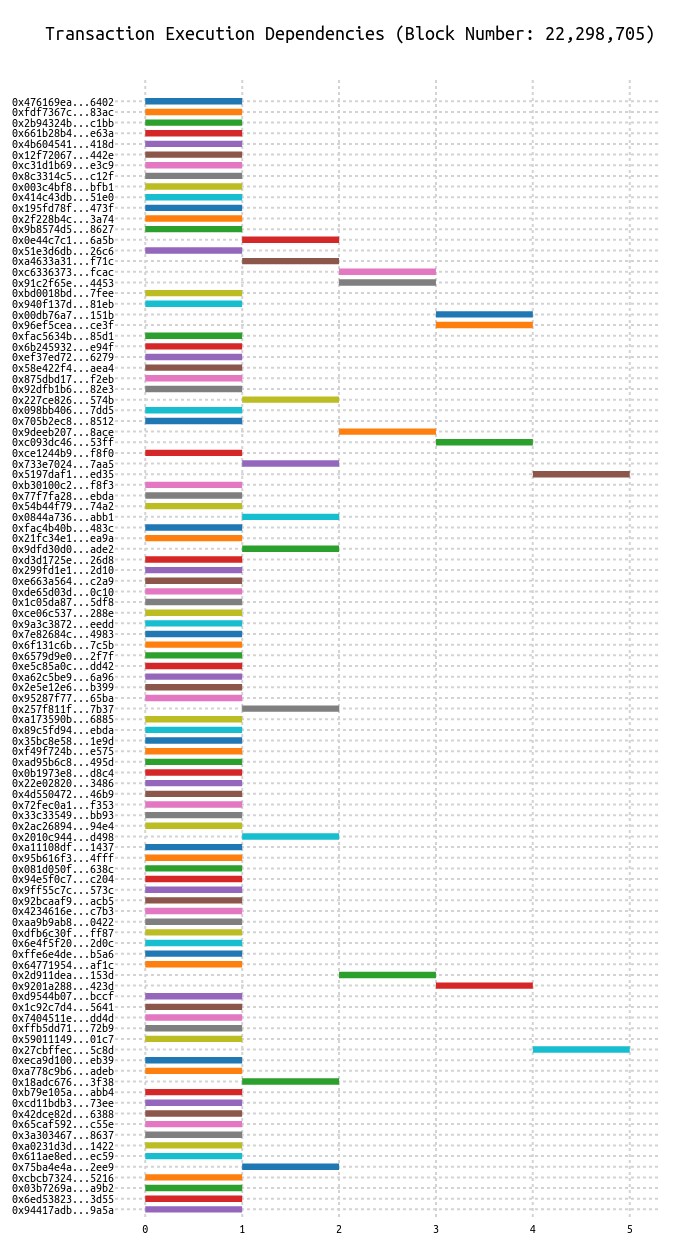 Transaction Execution Dependencies (Block Number: 22,298,705)
0x476169ea...6402
0xfdf7367c...83ac
0x2b94324b...c1bb
0x661b28b4...e63a
0x4b604541...418d
0x12f72067...442e
0xc31d1b69...e3c9
0x8c3314c5...c12f
0x003c4bf8...bfb1
0x414c43db...51e0
0x195fd78f...473f
0x2f228b4c...3a74
0x9b8574d5...8627
0x0e44c7c1...6a5b
0x51e3d6db...26c6
0xa4633a31...f71c
0xc6336373...fcac
0x91c2f65e...4453
0xbd0018bd...7fee
0x940f137d...81eb
0x00db76a7...151b
0x96ef5cea...ce3f
0xfac5634b...85d1
0x6b245932...e94f
0xef37ed72...6279
0x58e422f4...aea4
0x875dbd17...f2eb
0x92dfb1b6...82e3
0x227ce826...574b
0x098bb406...7dd5
0x705b2ec8...8512
0x9deeb207...8ace
0xc093dc46...53ff
0xce1244b9...f8f0
0x733e7024...7aa5
0x5197daf1...ed35
0xb30100c2...f8f3
0x77f7fa28...ebda
0x54b44f79...74a2
0x0844a736...abb1
0xfac4b40b...483c
0x21fc34e1...ea9a
0x9dfd30d0...ade2
0xd3d1725e...26d8
0x299fd1e1...2d10
0xe663a564...c2a9
0xde65d03d...0c10
0x1c05da87...5df8
0xce06c537...288e
0x9a3c3872...eedd
0x7e82684c...4983
0x6f131c6b...7c5b
0x6579d9e0...2f7f
0xe5c85a0c...dd42
0xa62c5be9...6a96
0x2e5e12e6...b399
0x95287f77...65ba
0x257f811f...7b37
0xa173590b...6885
0x89c5fd94...ebda
0x35bc8e58...1e9d
0xf49f724b...e575
0xad95b6c8...495d
0x0b1973e8...d8c4
0x22e02820...3486
0x4d550472...46b9
0x72fec0a1...f353
0x33c33549...bb93
0x2ac26894...94e4
0x2010c944...d498
0xa11108df...1437
0x95b616f3...4fff
0x081d050f...638c
0x94e5f0c7...c204
0x9ff55c7c...573c
0x92bcaaf9...acb5
0x4234616e...c7b3
0xaa9b9ab8...0422
0xdfb6c30f...ff87
0x6e4f5f20...2d0c
0xffe6e4de...b5a6
0x64771954...af1c
0x2d911dea...153d
0x9201a288...423d
0xd9544b07...bccf
0x1c92c7d4...5641
0x7404511e...dd4d
0xffb5dd71...72b9
0x59011149...01c7
0x27cbffec...5c8d
0xeca9d100...eb39
0xa778c9b6...adeb
0x18adc676...3f38
0xb79e105a...abb4
0xcd11bdb3...73ee
0x42dce82d...6388
0x65caf592...c55e
0x3a303467...8637
0xa0231d3d...1422
0x611ae8ed...ec59
0x75ba4e4a...2ee9
0xcbcb7324...5216
0x03b7269a...a9b2
0x6ed53823...3d55
0x94417adb...9a5a
0 1 2 3 4 5